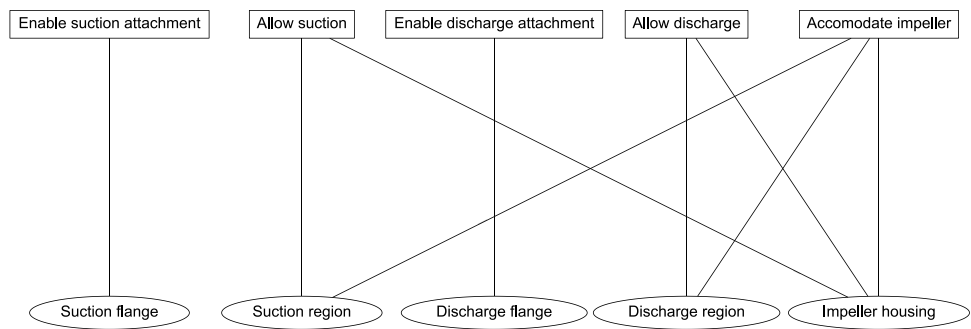 Enable suction attachment
Allow suction
Enable discharge attachment
Allow discharge
Accomodate impeller
Suction flange
Suction region
Discharge flange
Discharge region
Impeller housing